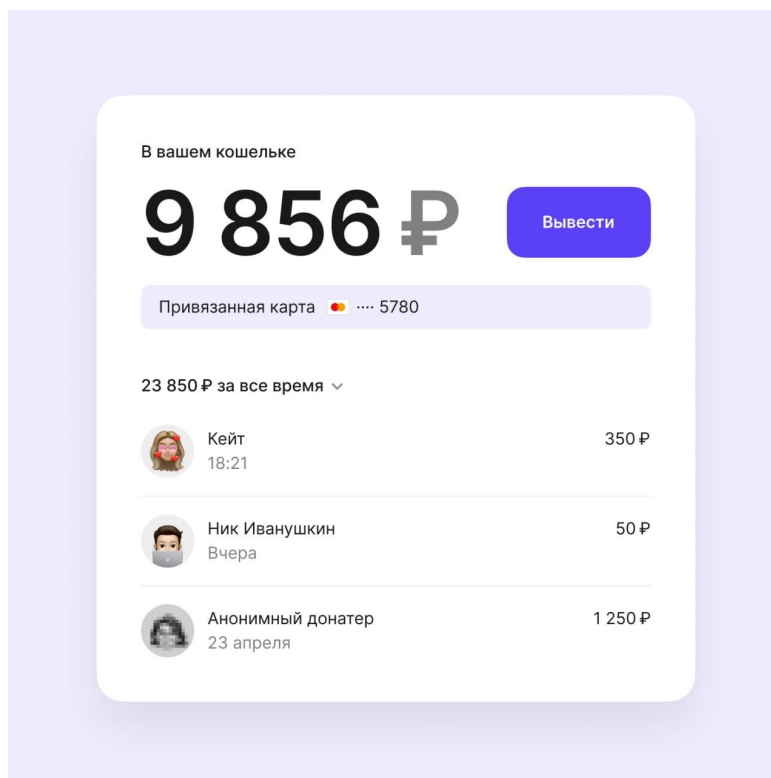 В вашем кошельке
9 856 ₽
Вывести
Привязанная карта ···· 5780
23 850 ₽ за все время
Кейт
350 ₽
18:21
Ник Иванушкин
50 ₽
Вчера
Анонимный донатер
1 250 ₽
23 апреля